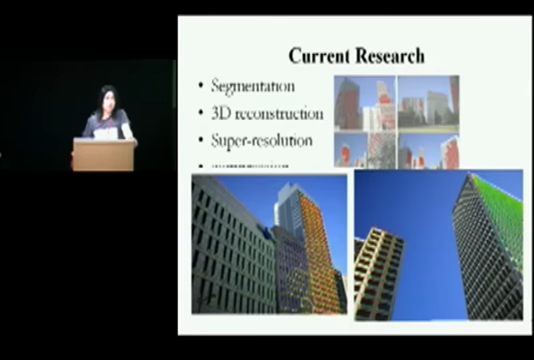 Current Research
• Segmentation
• 3D reconstruction
• Super-resolution